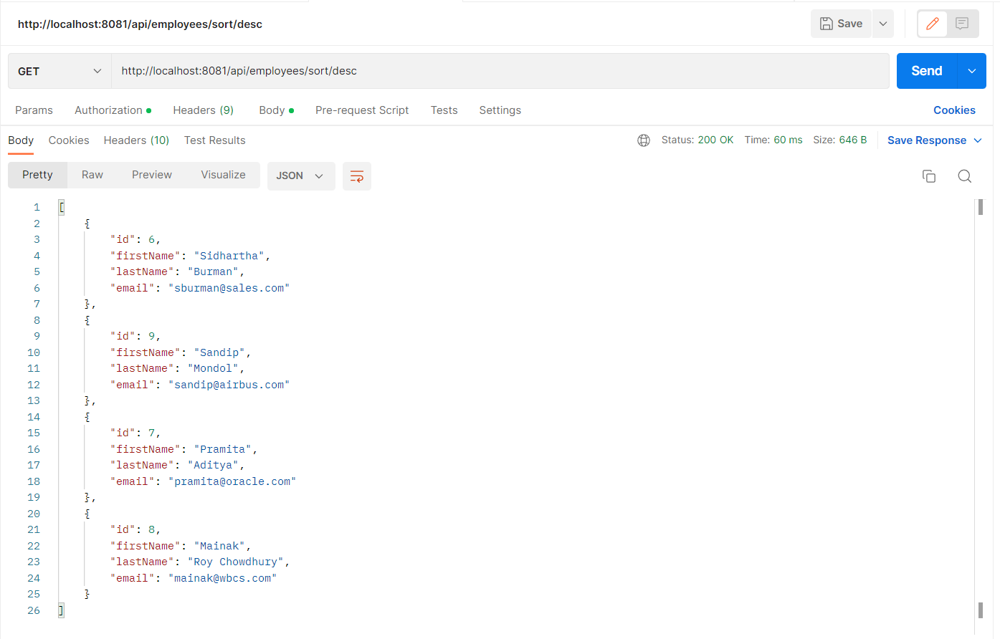 http://localhost:8081/api/employees/sort/desc
Save
GET http://localhost:8081/api/employees/sort/desc Send
Params Authorization Headers (9) Body Pre-request Script Tests Settings Cookies
Body Cookies Headers (10) Test Results Status: 200 OK Time: 60 ms Size: 646 B Save Response
Pretty Raw Preview Visualize JSON
1 [
2 {
3 "id": 6,
4 "firstName": "Sidhartha",
5 "lastName": "Burman",
6 "email": "sburman@sales.com"
7 },
8 {
9 "id": 9,
10 "firstName": "Sandip",
11 "lastName": "Mondol",
12 "email": "sandip@airbus.com"
13 },
14 {
15 "id": 7,
16 "firstName": "Pramita",
17 "lastName": "Aditya",
18 "email": "pramita@oracle.com"
19 },
20 {
21 "id": 8,
22 "firstName": "Mainak",
23 "lastName": "Roy Chowdhury",
24 "email": "mainak@wbcs.com"
25 }
26 ]